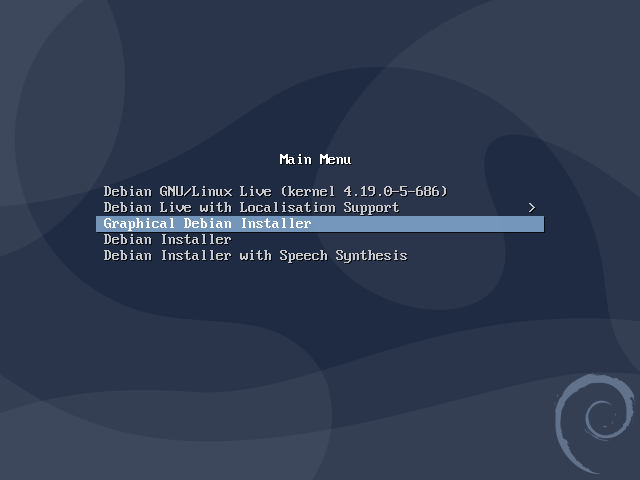 Main Menu
Debian GNU/Linux Live (kernel 4.19.0-5-686)
Debian Live with Localisation Support >
Graphical Debian Installer
Debian Installer
Debian Installer with Speech Synthesis